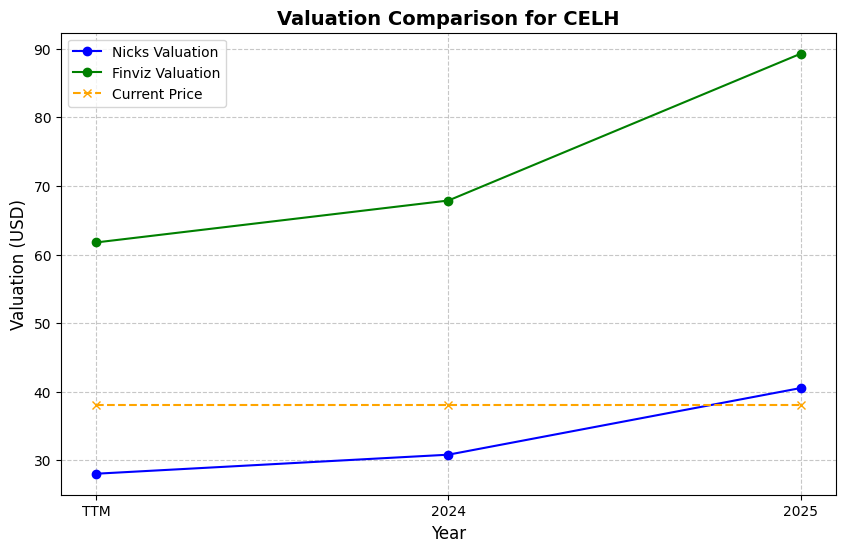 Valuation Comparison for CELH
Nicks Valuation
Finviz Valuation
Current Price
Valuation (USD)
90
80
70
60
50
40
30
TTM
2024
2025
Year